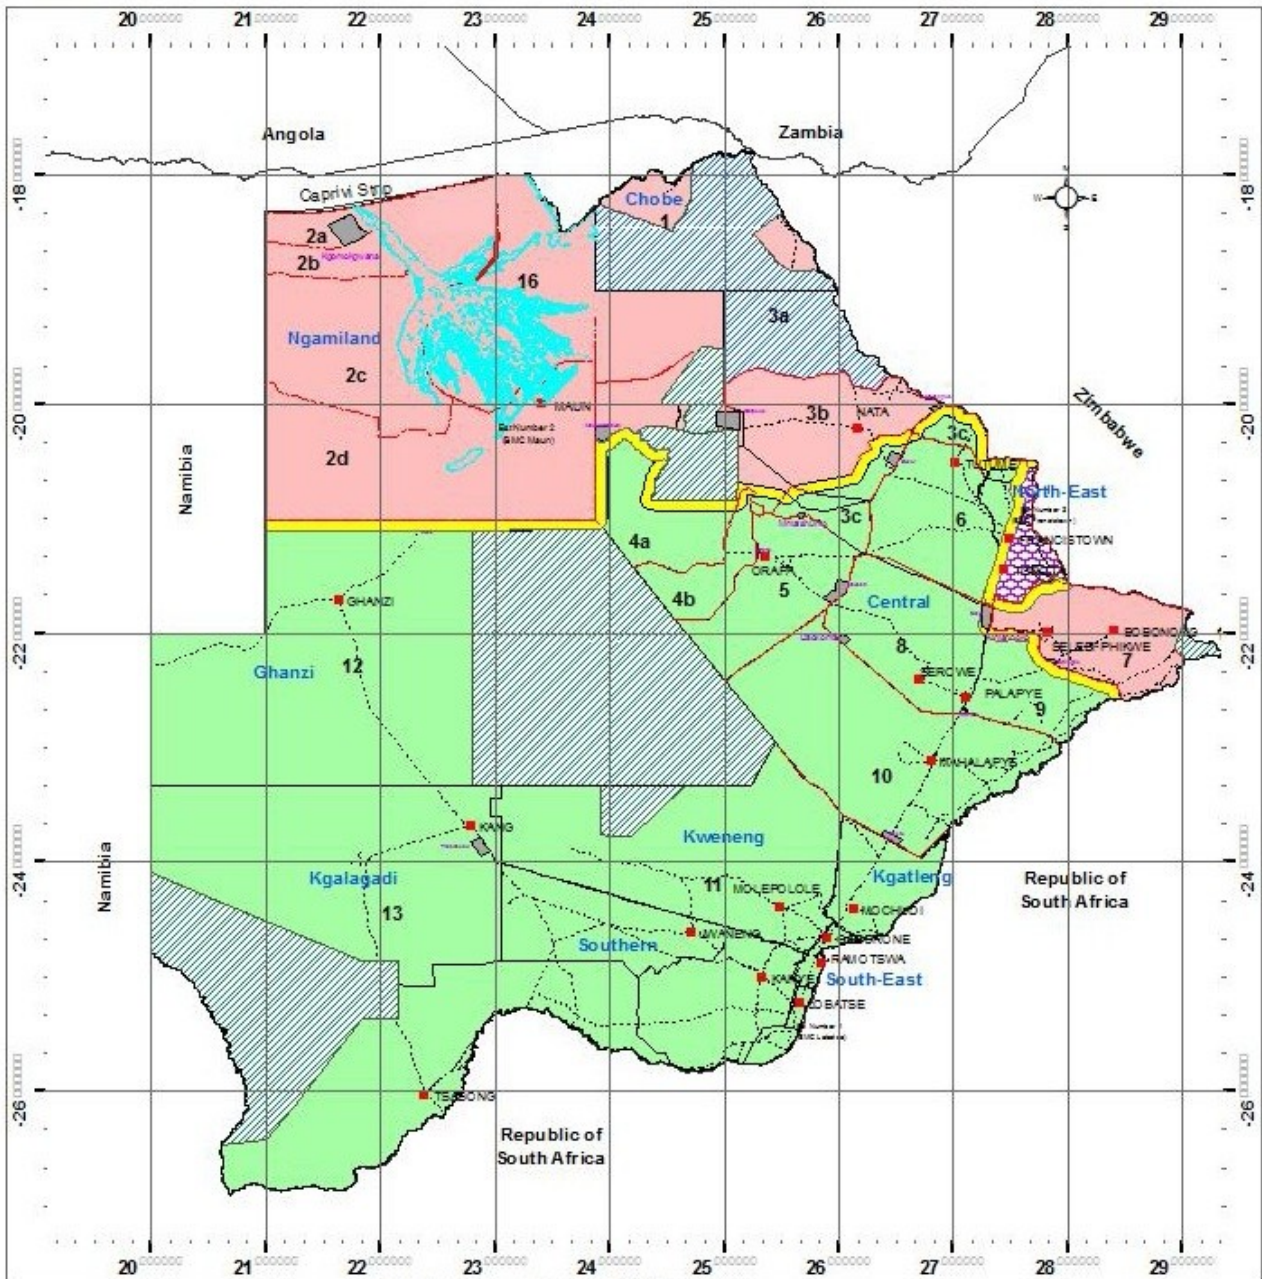 20 21 22 23 24 25 26 27 28 29
Angola
Zambia
-18
-18
Caprivi Strip
Chobe
1
2a
2b
16
3a
Ngamiland
2c
Zimbabwe
-20
-20
MAUN
3b
NATA
3c
2d
Namibia
North-East
6
3c
4a
FRANCISTOWN
ORAPA
5
4b
Central
GHANZI
-22
-22
BOBONONG
7
12
8
Ghanzi
SEROWE
PALAPYE
9
MAHALAPYE
10
KANG
Kweneng
-24
-24
Namibia
Kgalagadi
Kgatleng
Republic of
South Africa
11
MOLEPOLOLE
13
MOCHUDI
JWANENG
Southern
RAMOTSWA
KANYE
South-East
LOBATSE
-26
-26
TSABONG
Republic of
South Africa
20 21 22 23 24 25 26 27 28 29